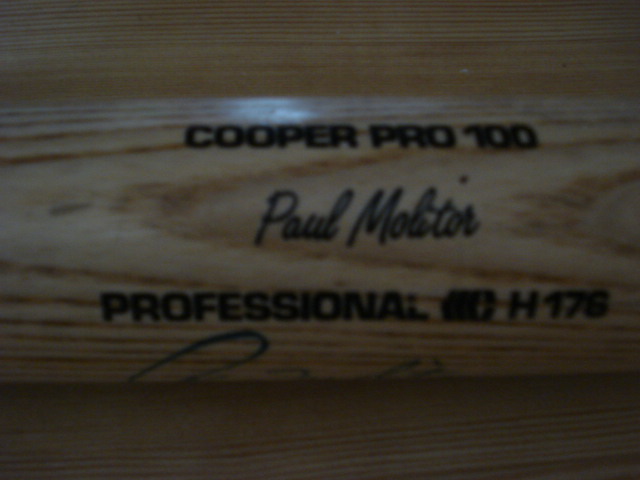 COOPER PRO 100
Paul Molitor
PROFESSIONAL H176